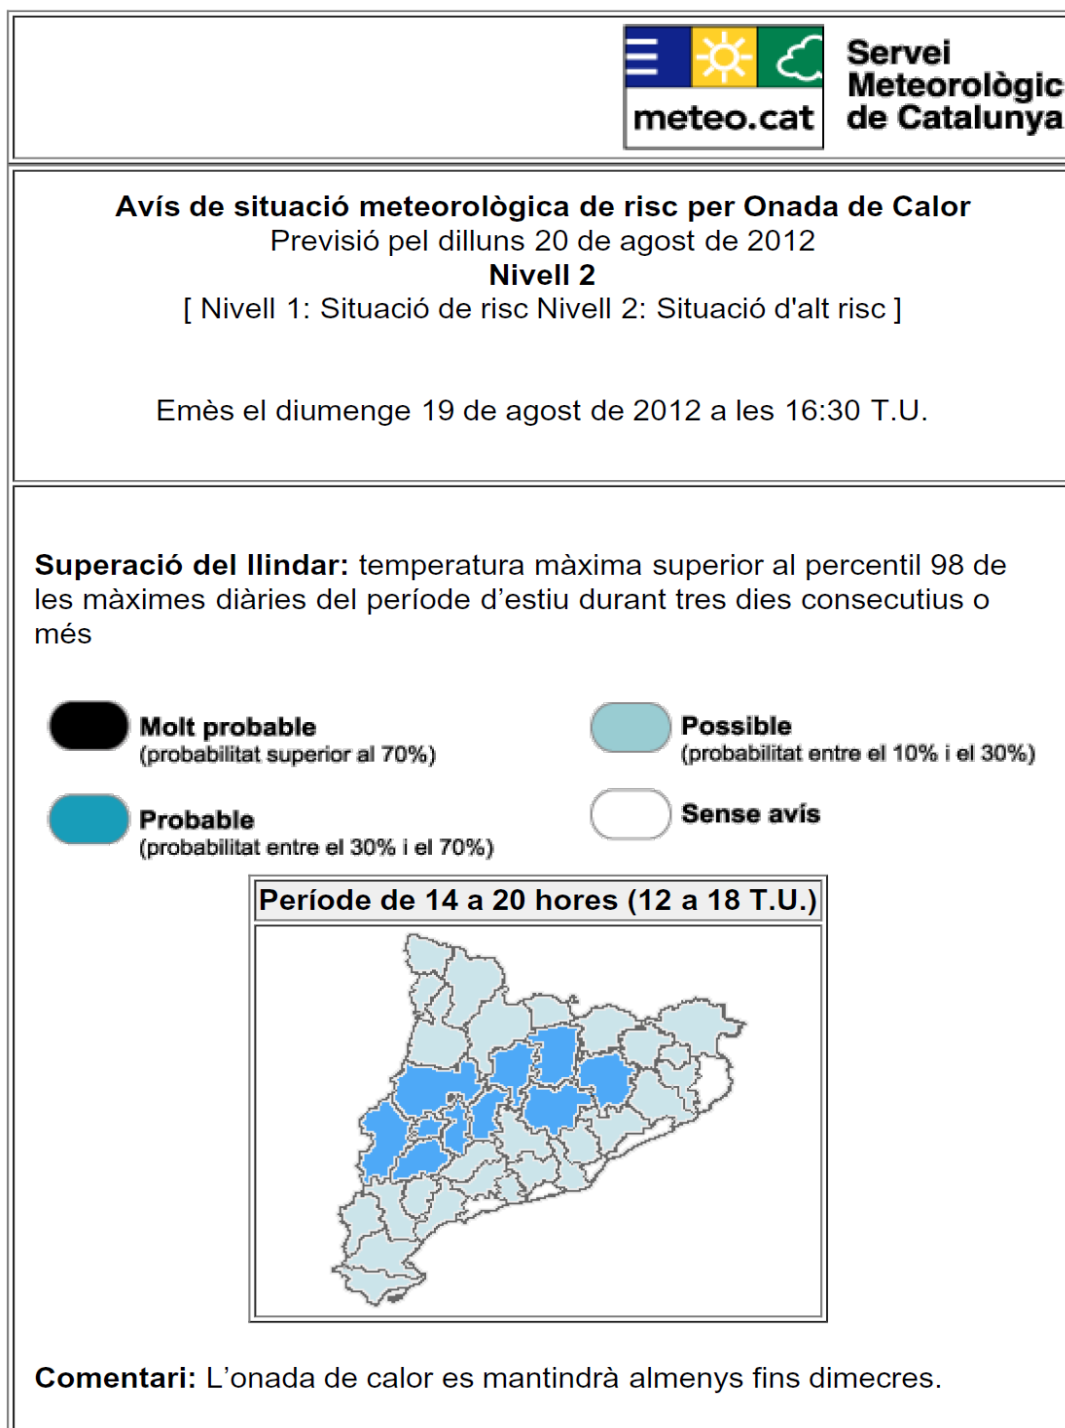 meteo.cat
Servei
Meteorològic
de Catalunya
Avís de situació meteorològica de risc per Onada de Calor
Previsió pel dilluns 20 de agost de 2012
Nivell 2
[ Nivell 1: Situació de risc Nivell 2: Situació d'alt risc ]
Emès el diumenge 19 de agost de 2012 a les 16:30 T.U.
Superació del llindar: temperatura màxima superior al percentil 98 de
les màximes diàries del període d’estiu durant tres dies consecutius o
més
Molt probable
(probabilitat superior al 70%)
Possible
(probabilitat entre el 10% i el 30%)
Probable
(probabilitat entre el 30% i el 70%)
Sense avís
Període de 14 a 20 hores (12 a 18 T.U.)
Comentari: L’onada de calor es mantindrà almenys fins dimecres.